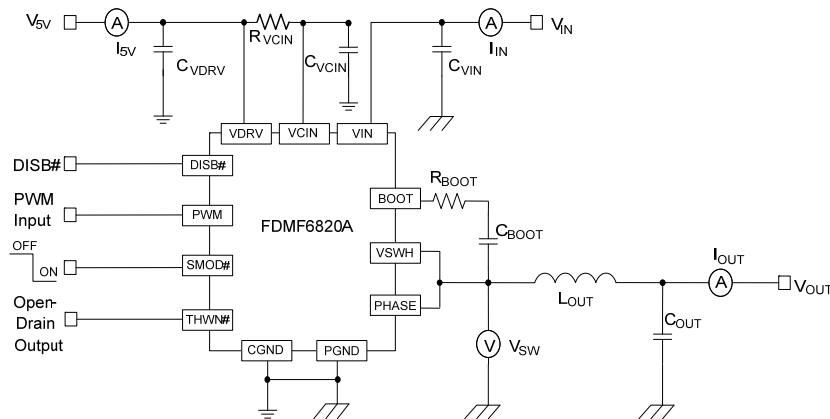 V5V
A
I5V
RVCIN
CVDRV
CVCIN
CVIN
A
IIN
VIN
VDRV
VCIN
VIN
DISB#
DISB#
PWM
Input
PWM
FDMF6820A
BOOT
RBOOT
CBOOT
OFF
ON
SMOD#
VSWH
PHASE
Open-
Drain
Output
THWN#
CGND
PGND
V
VSW
LOUT
COUT
IOUT
A
VOUT